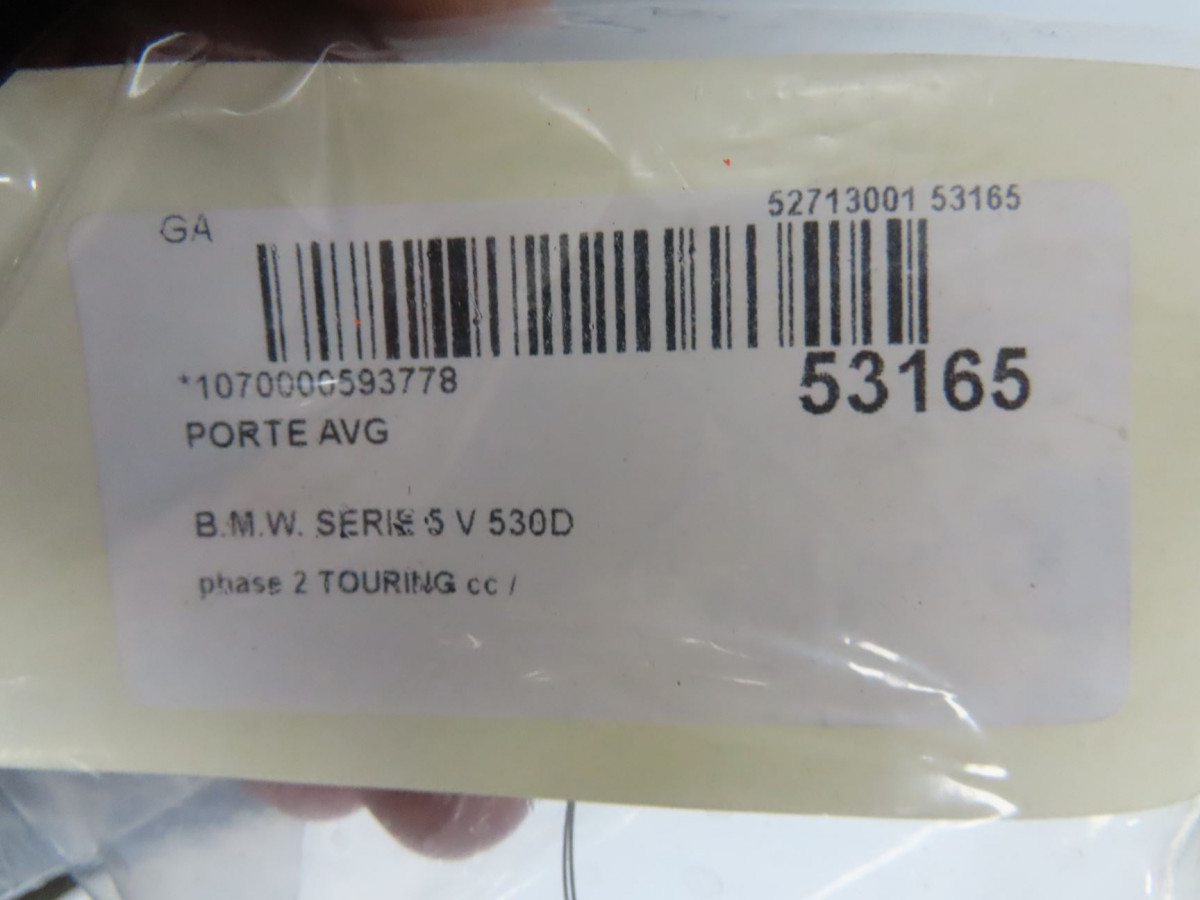 GA
52713001 53165
*1070000593778
53165
PORTE AVG
B.M.W. SERIE 5 V 530D
phase 2 TOURING cc /